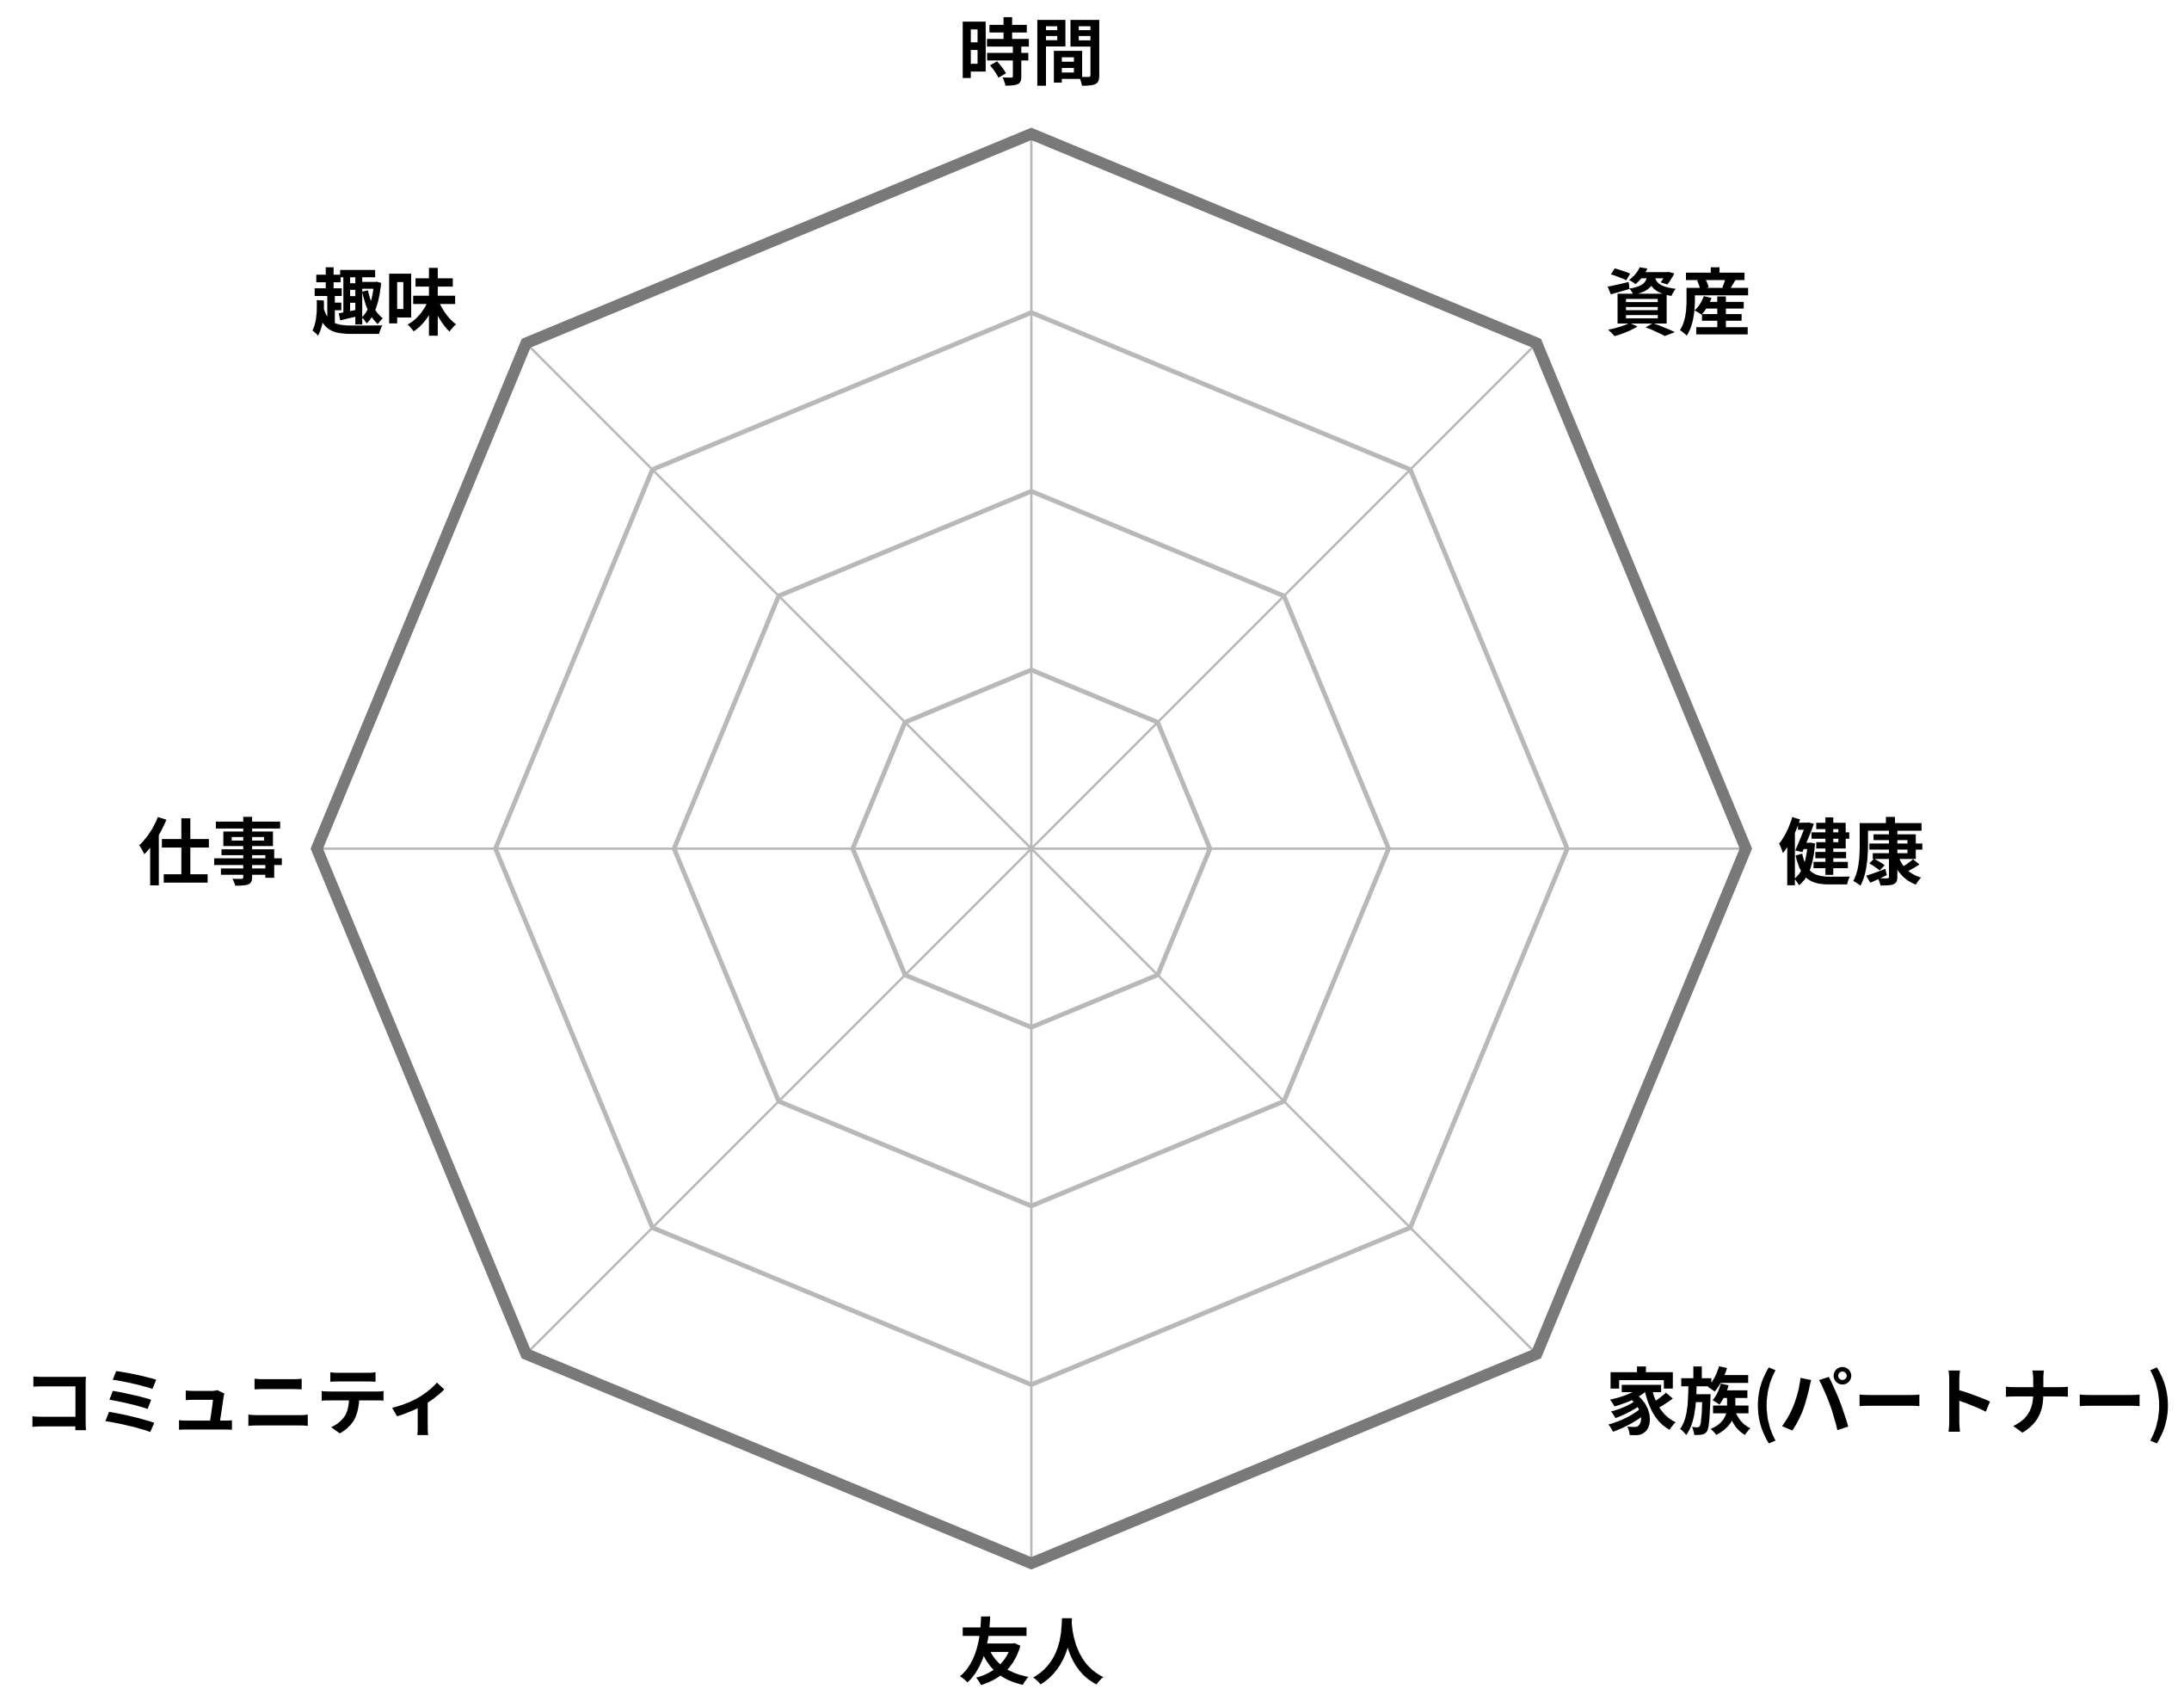 時間
趣味
資産
仕事
健康
コミュニティ
家族(パートナー)
友人